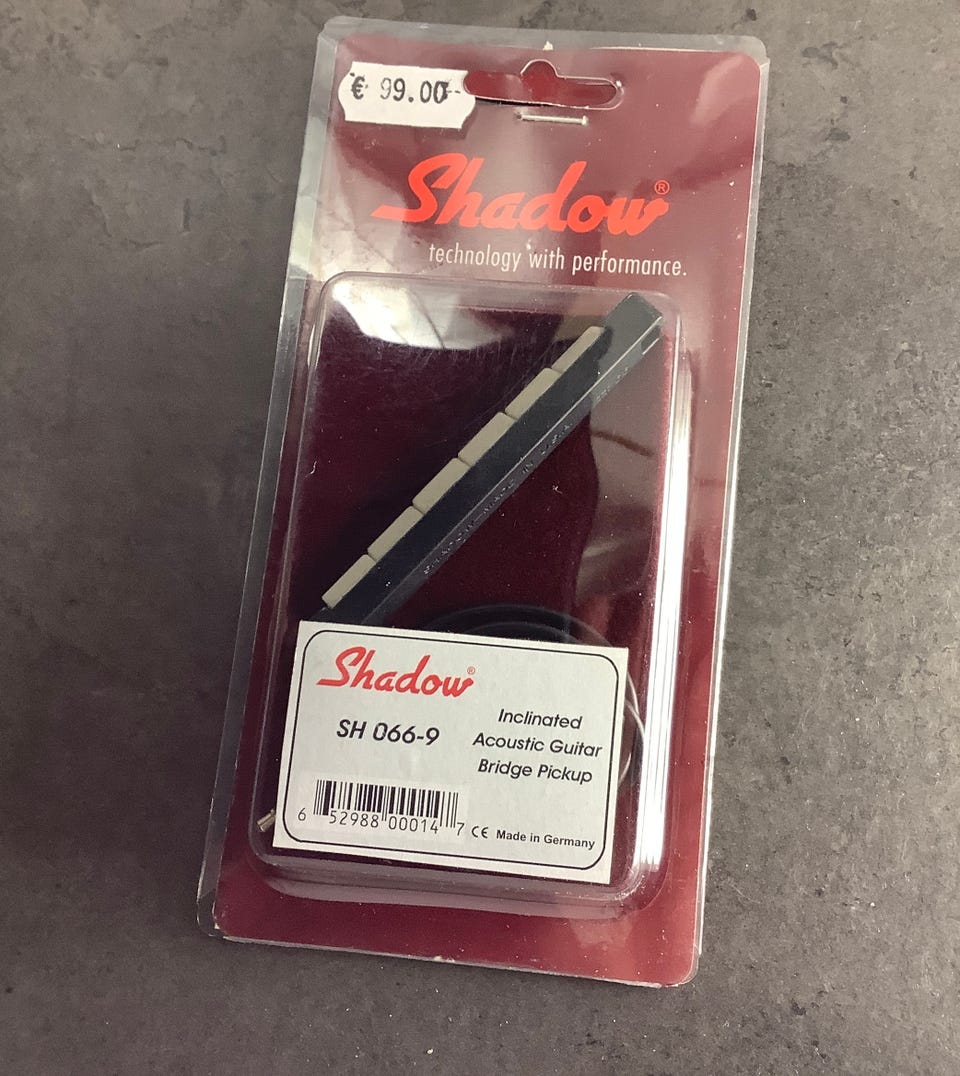 € 99.00
Shadow®
technology with performance.
Shadow®
SH 066-9
Inclinated
Acoustic Guitar
Bridge Pickup
6 52988 00014 7
CE Made in Germany